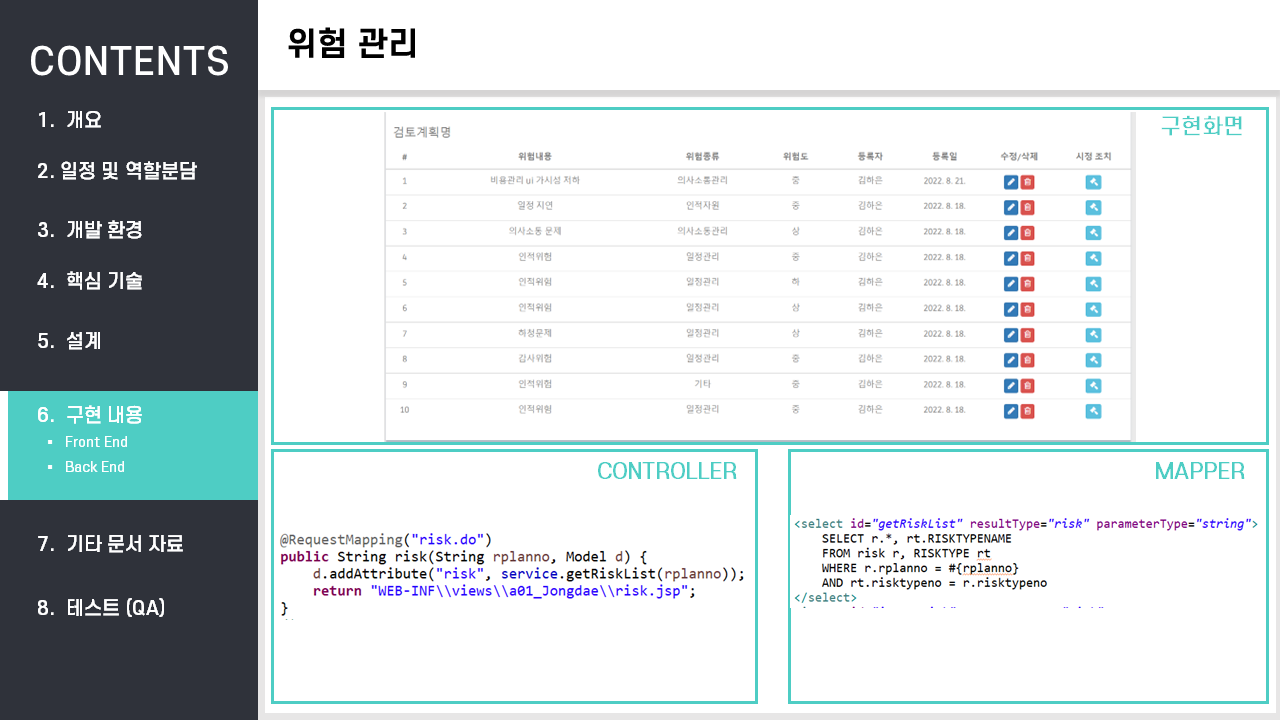 CONTENTS
1. 개요
2. 일정 및 역할분담
3. 개발 환경
4. 핵심 기술
5. 설계
6. 구현 내용
▪ Front End
▪ Back End
7. 기타 문서 자료
8. 테스트 (QA)
위험 관리
구현화면
검토계획명
# 위험내용 위험종류 위험도 등록자 등록일 수정/삭제 시정 조치
1 비용관리 ui 가시성 저하 의사소통관리 중 김하은 2022. 8. 21.
2 일정 지연 인적자원 중 김하은 2022. 8. 18.
3 의사소통 문제 의사소통관리 상 김하은 2022. 8. 18.
4 인적위험 일정관리 중 김하은 2022. 8. 18.
5 인적위험 일정관리 하 김하은 2022. 8. 18.
6 인적위험 일정관리 상 김하은 2022. 8. 18.
7 하청문제 일정관리 상 김하은 2022. 8. 18.
8 감사위험 일정관리 중 김하은 2022. 8. 18.
9 인적위험 기타 중 김하은 2022. 8. 18.
10 인적위험 일정관리 중 김하은 2022. 8. 18.
CONTROLLER
@RequestMapping("risk.do")
public String risk(String rplanno, Model d) {
d.addAttribute("risk", service.getRiskList(rplanno));
return "WEB-INF\\views\\a01_Jongdae\\risk.jsp";
}
MAPPER
<select id="getRiskList" resultType="risk" parameterType="string">
SELECT r.*, rt.RISKTYPENAME
FROM risk r, RISKTYPE rt
WHERE r.rplanno = #{rplanno}
AND rt.risktypeno = r.risktypeno
</select>